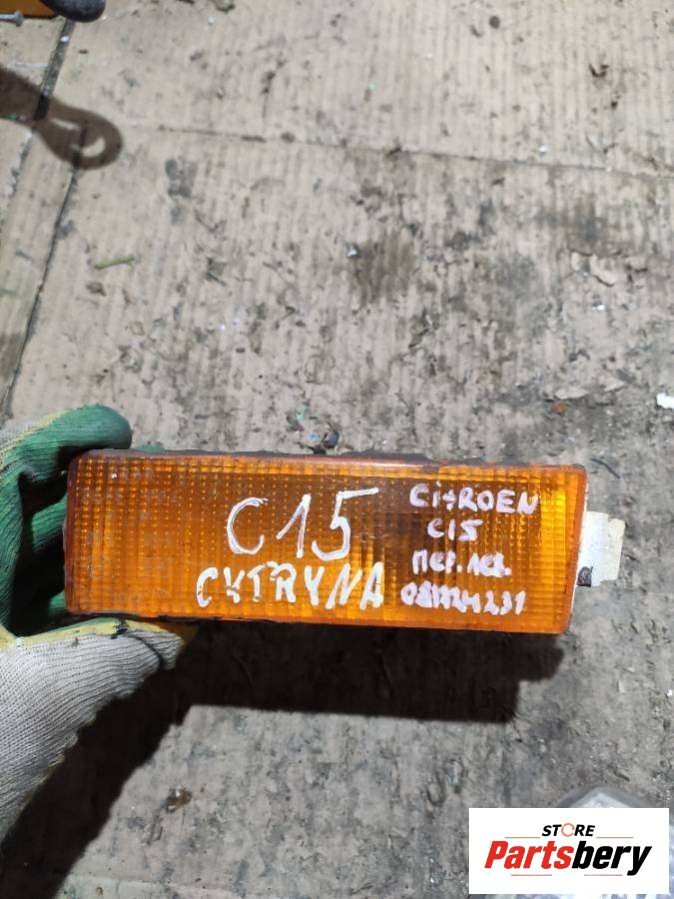 C15
CYTRYNA
CiTROEN
C15
пер.лев.
STORE
Partsbery